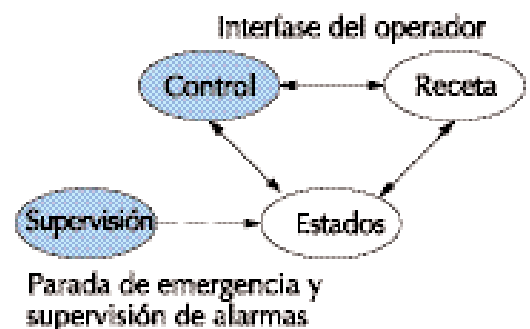 Interfase del operador
Control
Receta
Supervisión
Estados
Parada de emergencia y
supervisión de alarmas